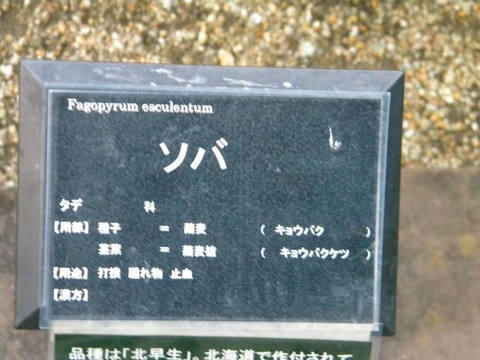 Fagopyrum esculentum
ソバ
タデ 科
【用部】 種子 ＝ 蕎麦 ( キョウバク )
茎葉 ＝ 蕎麦秸 ( キョウバクケツ )
【用途】 打撲 腫れ物 止血
【漢方】
品種は「北早生」。北海道で作付されて